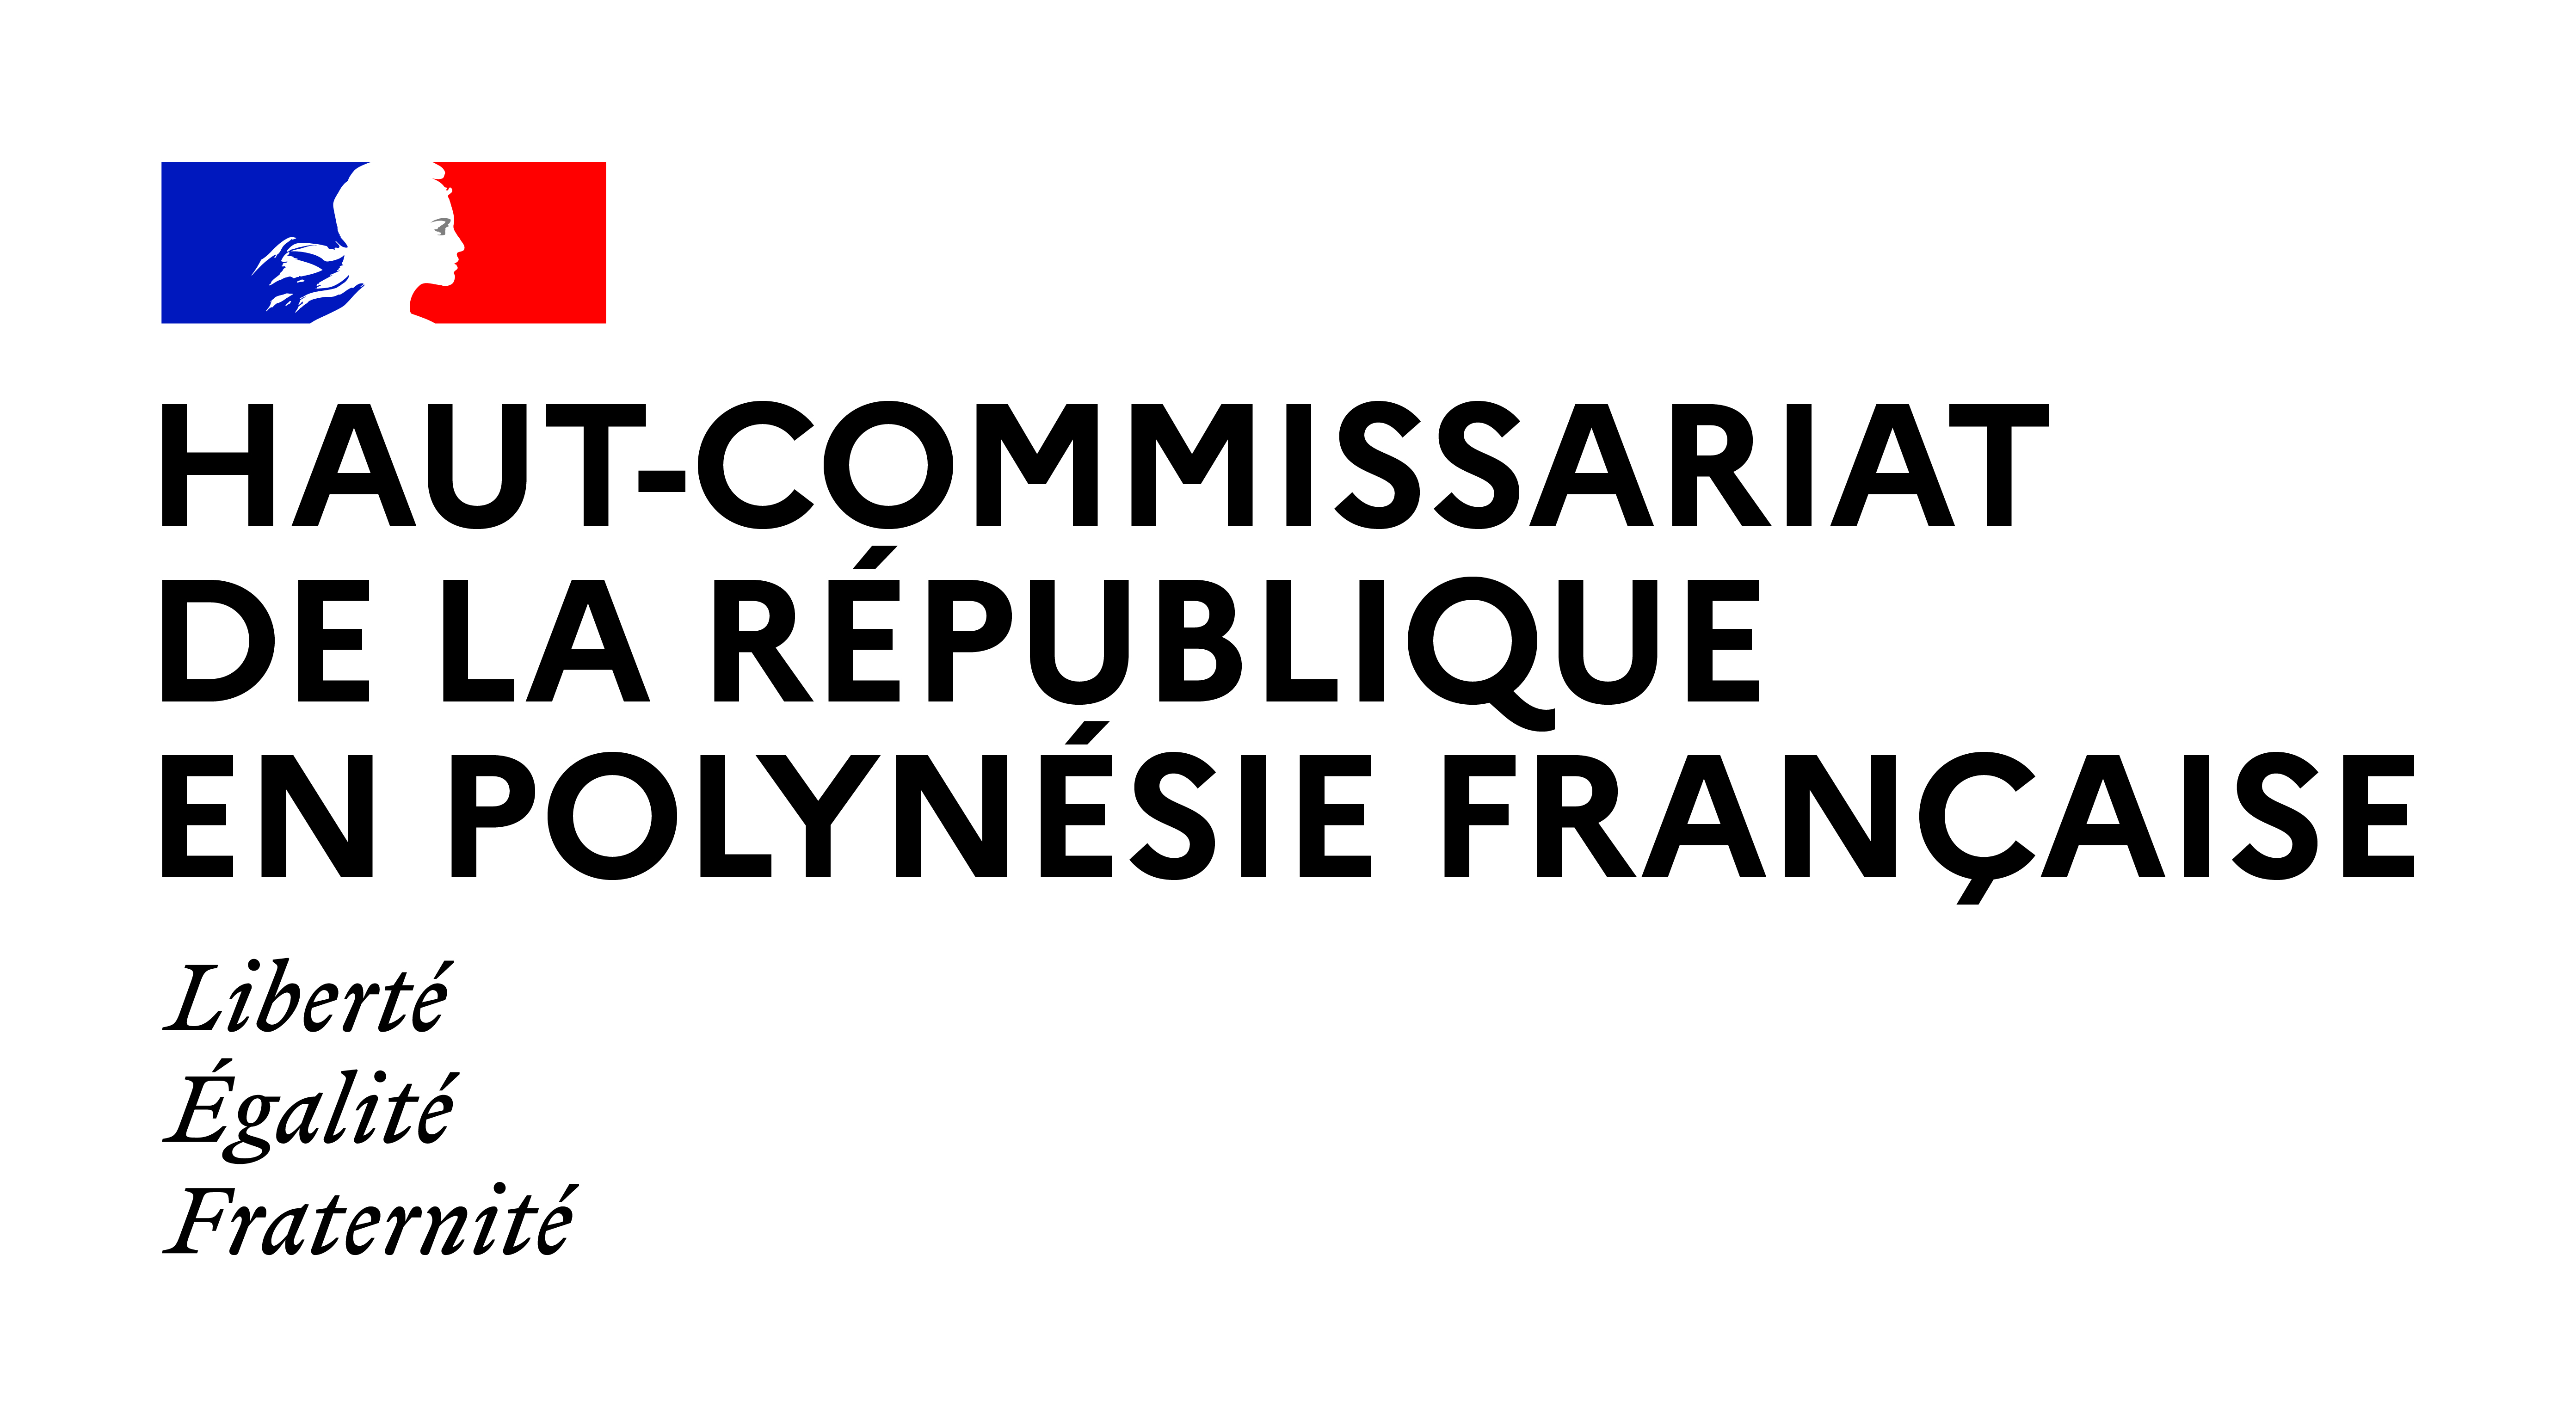 HAUT-COMMISSARIAT
DE LA RÉPUBLIQUE
EN POLYNÉSIE FRANÇAISE
Liberté
Égalité
Fraternité